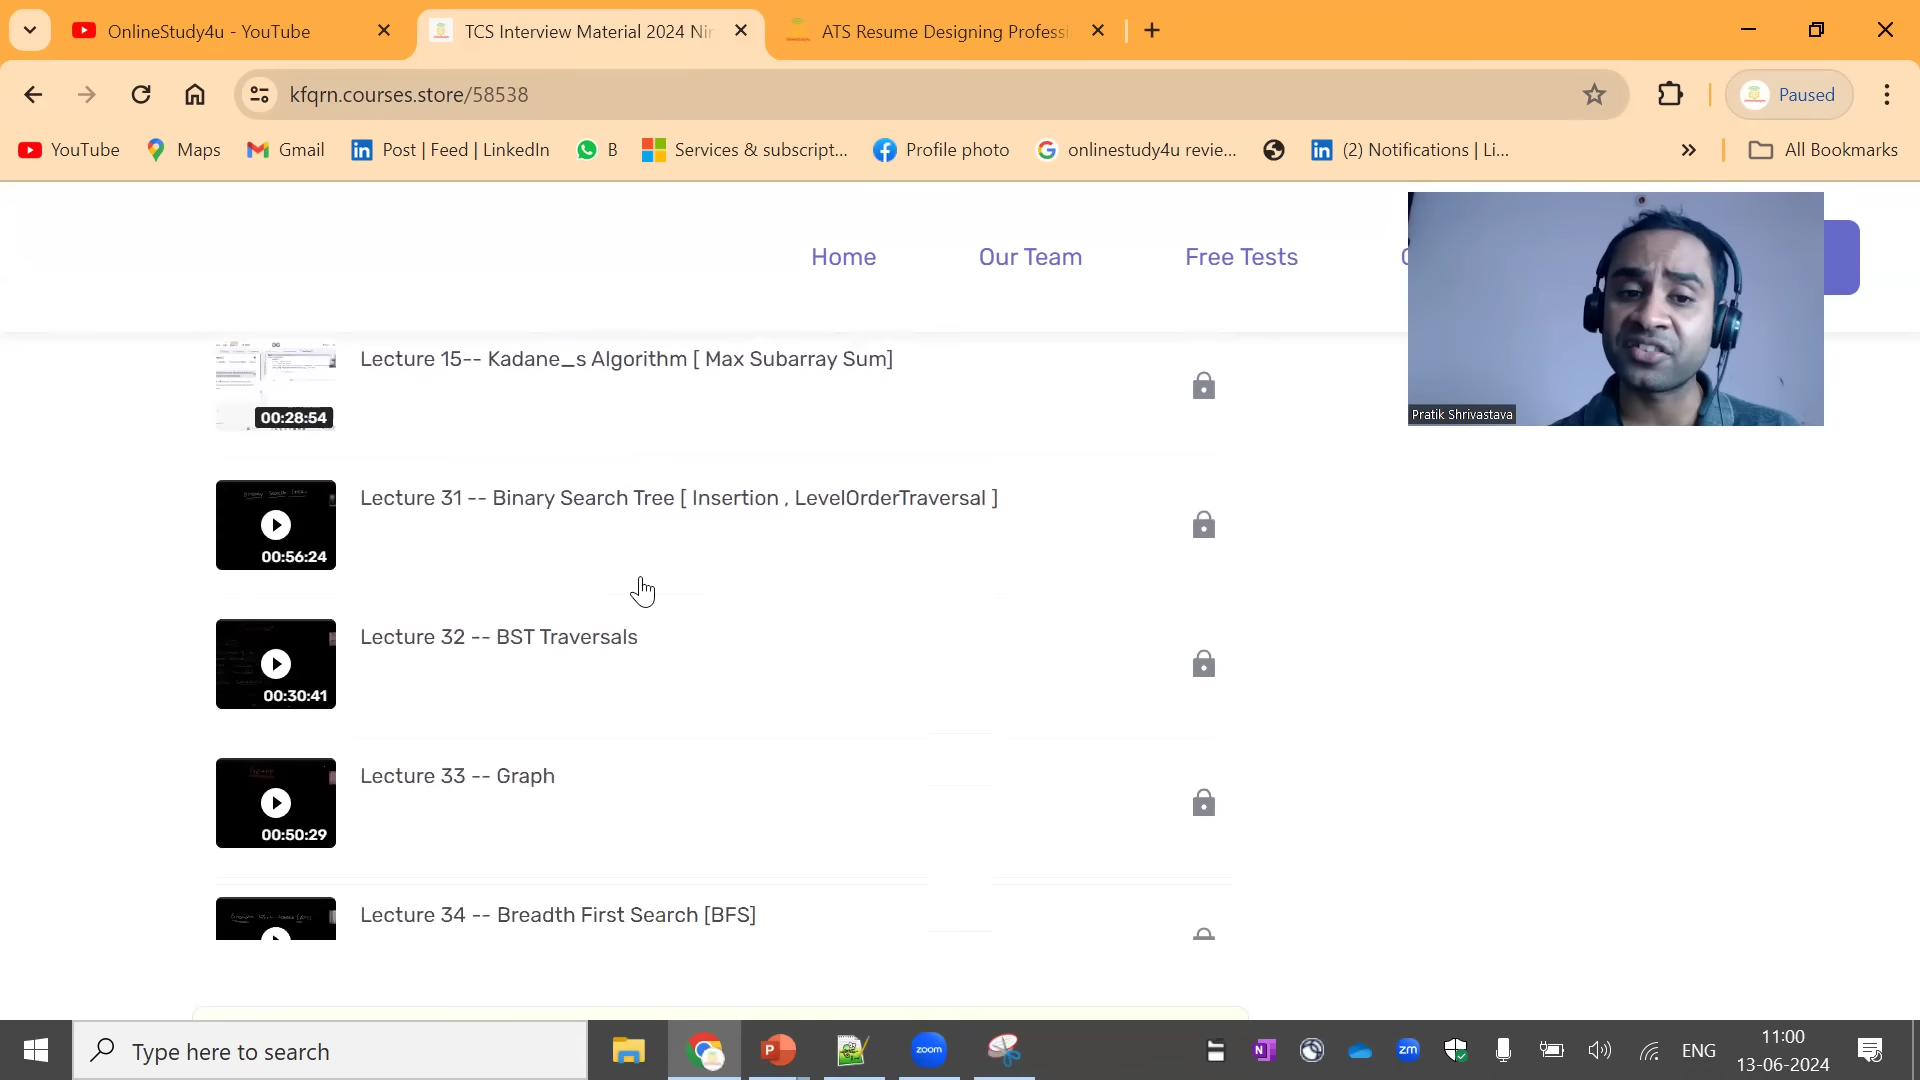 OnlineStudy4u - YouTube
TCS Interview Material 2024 Nin
ATS Resume Designing Professi
kfqrn.courses.store/58538
Paused
YouTube
Maps
Gmail
Post | Feed | LinkedIn
B
Services & subscript...
Profile photo
onlinestudy4u revie...
(2) Notifications | Li...
All Bookmarks
Home
Our Team
Free Tests
Pratik Shrivastava
Lecture 15-- Kadane_s Algorithm [ Max Subarray Sum]
00:28:54
Lecture 31 -- Binary Search Tree [ Insertion , LevelOrderTraversal ]
00:56:24
Lecture 32 -- BST Traversals
00:30:41
Lecture 33 -- Graph
00:50:29
Lecture 34 -- Breadth First Search [BFS]
Type here to search
zoom
zm
ENG
11:00
13-06-2024